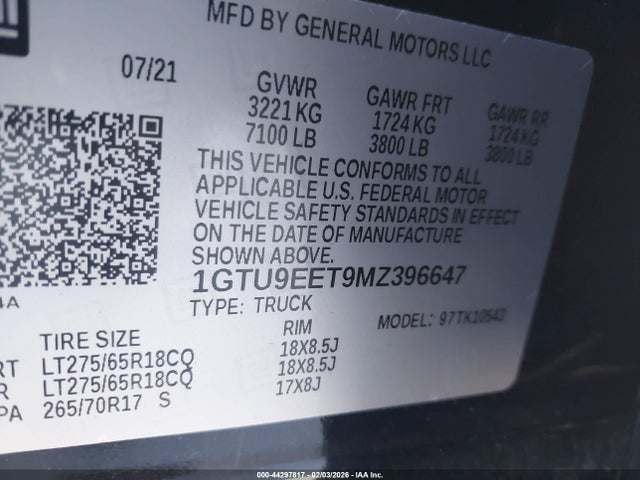 GM
MFD BY GENERAL MOTORS LLC
07/21
GVWR GAWR FRT GAWR RR
3221 KG 1724 KG 1724 KG
7100 LB 3800 LB 3800 LB
THIS VEHICLE CONFORMS TO ALL
APPLICABLE U.S. FEDERAL MOTOR
VEHICLE SAFETY STANDARDS IN EFFECT
ON THE DATE OF MANUFACTURE
SHOWN ABOVE.
1GTU9EET9MZ396647
TYPE: TRUCK MODEL: 97TK10543
TIRE SIZE RIM
RT LT275/65R18CQ 18X8.5J
R LT275/65R18CQ 18X8.5J
PA 265/70R17 S 17X8J
000-44297817 - 02/03/2026 - IAA Inc.